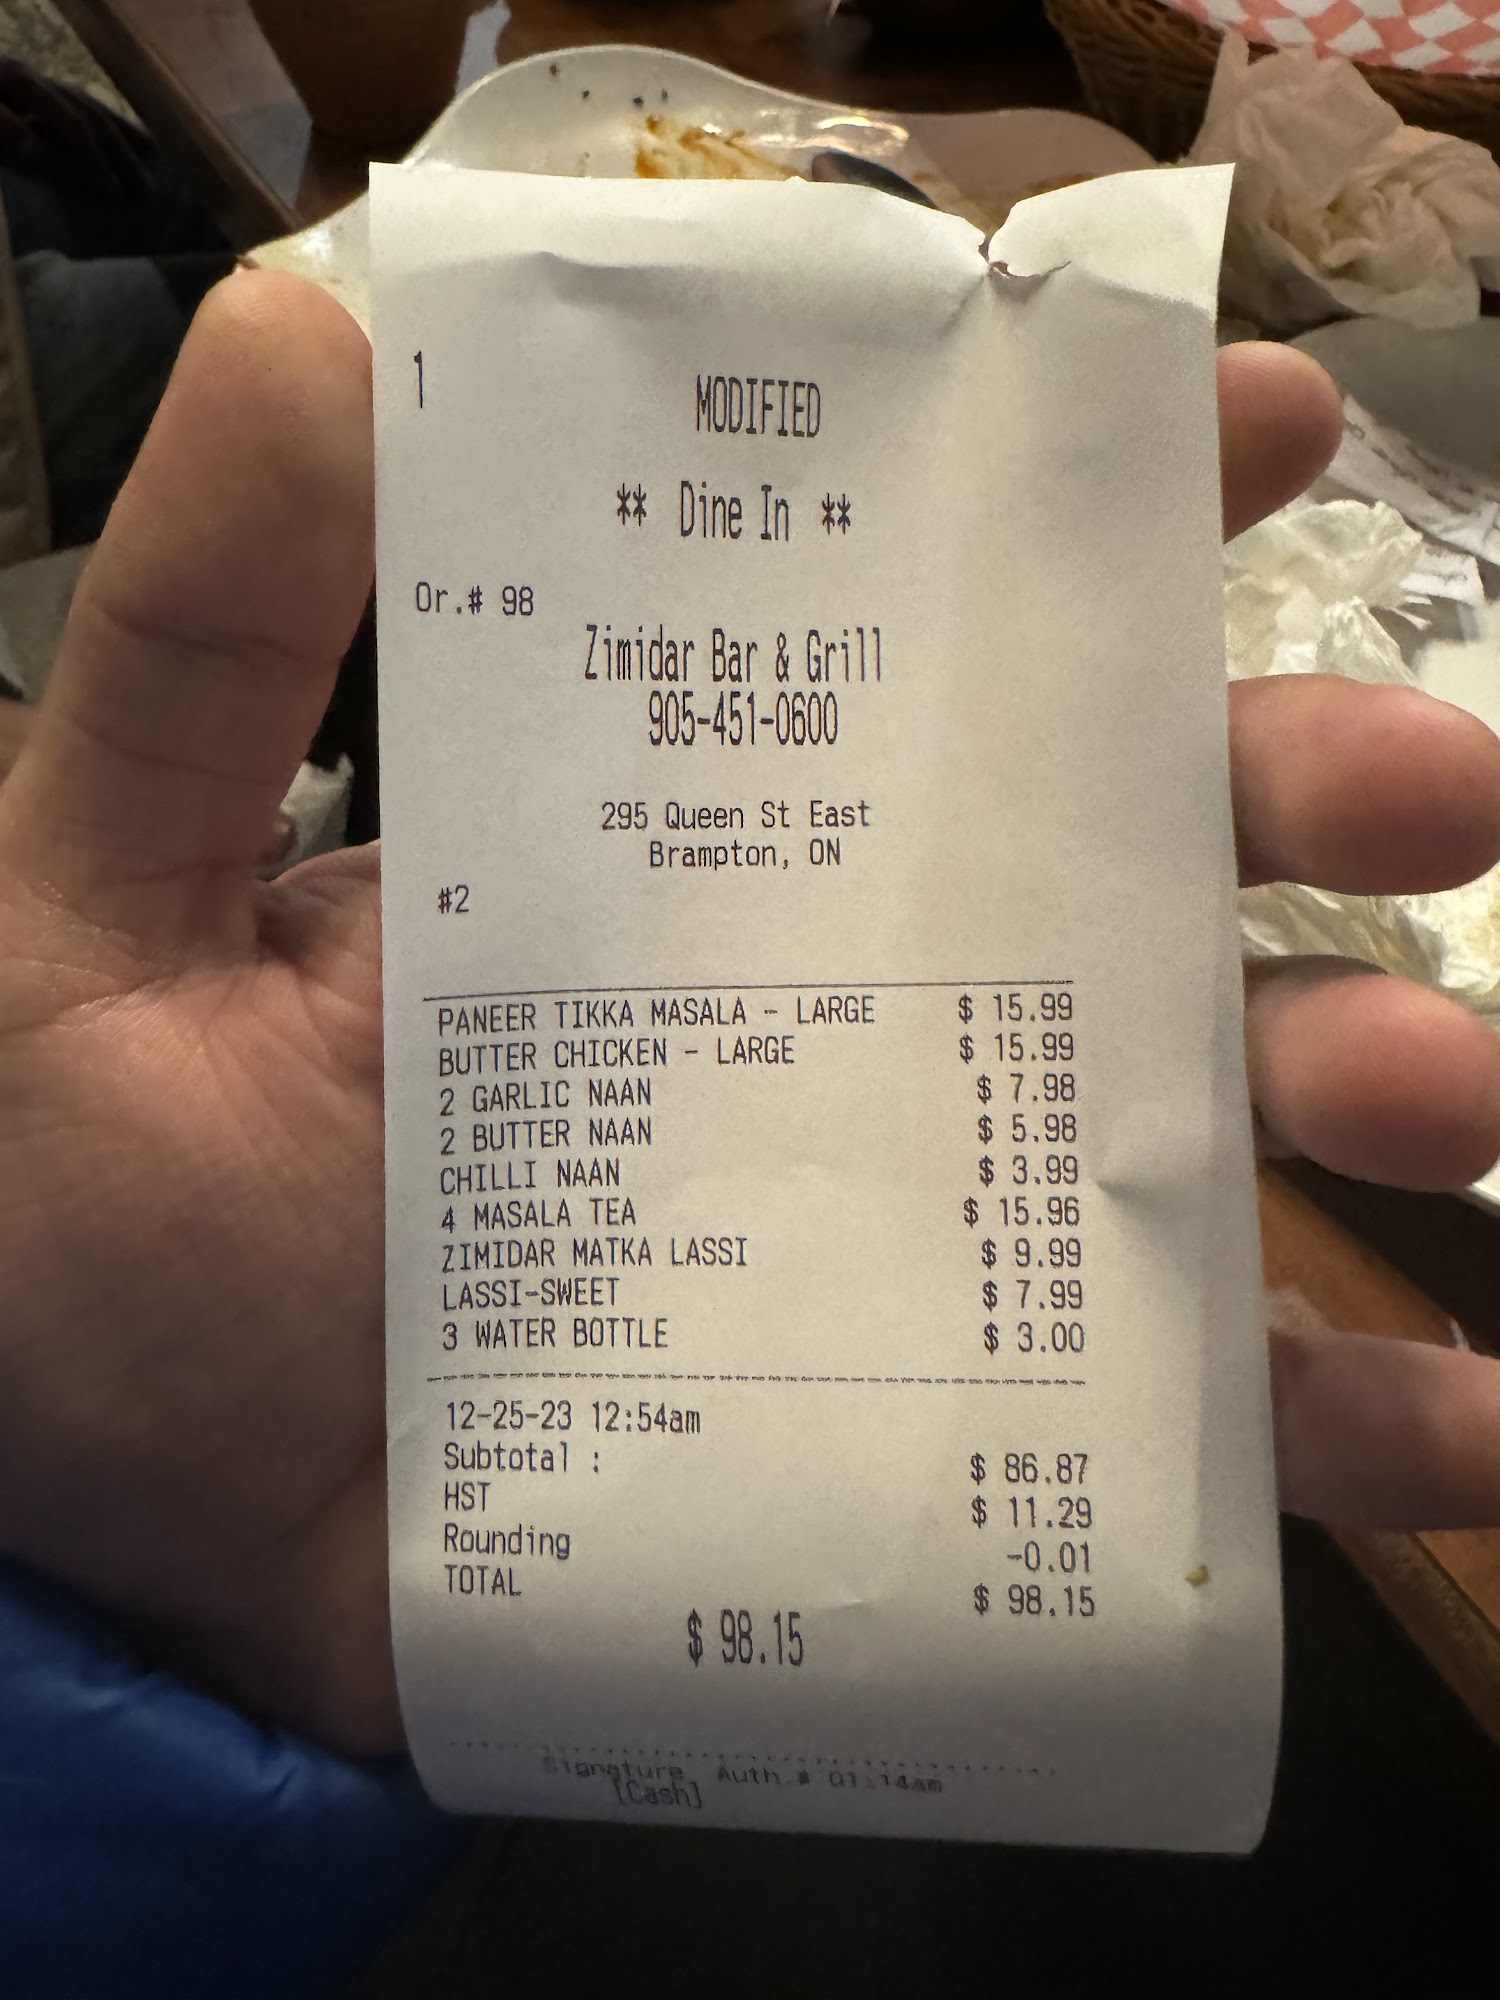 1
MODIFIED
** Dine In **
Or.# 98
Zimidar Bar & Grill
905-451-0600
295 Queen St East
Brampton, ON
#2
PANEER TIKKA MASALA - LARGE $ 15.99
BUTTER CHICKEN - LARGE $ 15.99
2 GARLIC NAAN $ 7.98
2 BUTTER NAAN $ 5.98
CHILLI NAAN $ 3.99
4 MASALA TEA $ 15.96
ZIMIDAR MATKA LASSI $ 9.99
LASSI-SWEET $ 7.99
3 WATER BOTTLE $ 3.00
12-25-23 12:54am
Subtotal : $ 86.87
HST $ 11.29
Rounding -0.01
TOTAL $ 98.15
$ 98.15
Signature Auth.# 01:14am
[Cash]